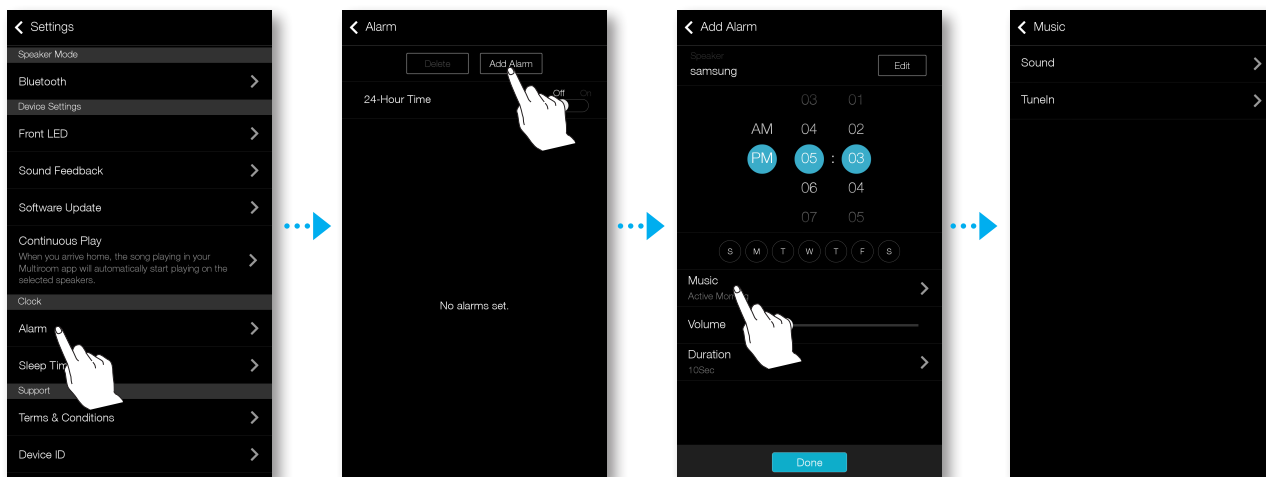 Settings
Speaker Mode
Bluetooth
Device Settings
Front LED
Sound Feedback
Software Update
Continuous Play
When you arrive home, the song playing in your
Multiroom app will automatically start playing on the
selected speakers.
Clock
Alarm
Sleep Tim
Support
Terms & Conditions
Device ID
Alarm
Delete
Add Alarm
24-Hour Time
Off On
No alarms set.
Add Alarm
Speaker
samsung
Edit
03 01
AM 04 02
PM 05 : 03
06 04
07 05
S M T W T F S
Music
Active Morning
Volume
Duration
10Sec
Done
Music
Sound
TuneIn